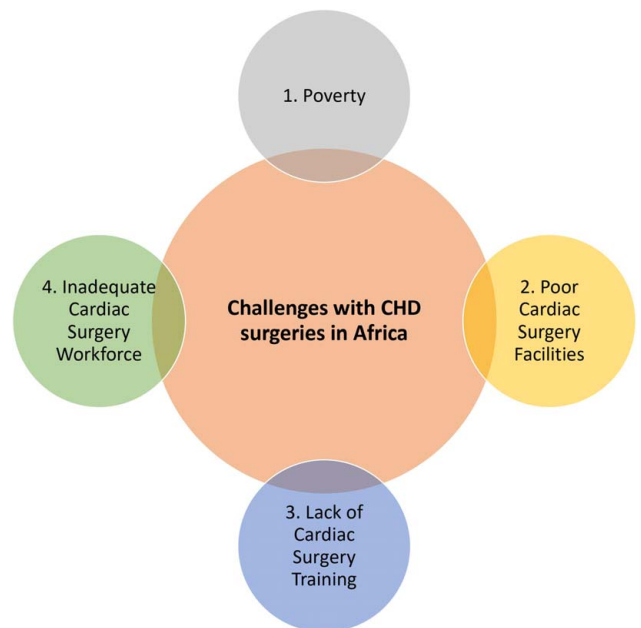 1. Poverty
Challenges with CHD
surgeries in Africa
2. Poor
Cardiac
Surgery
Facilities
3. Lack of
Cardiac
Surgery
Training
4. Inadequate
Cardiac
Surgery
Workforce